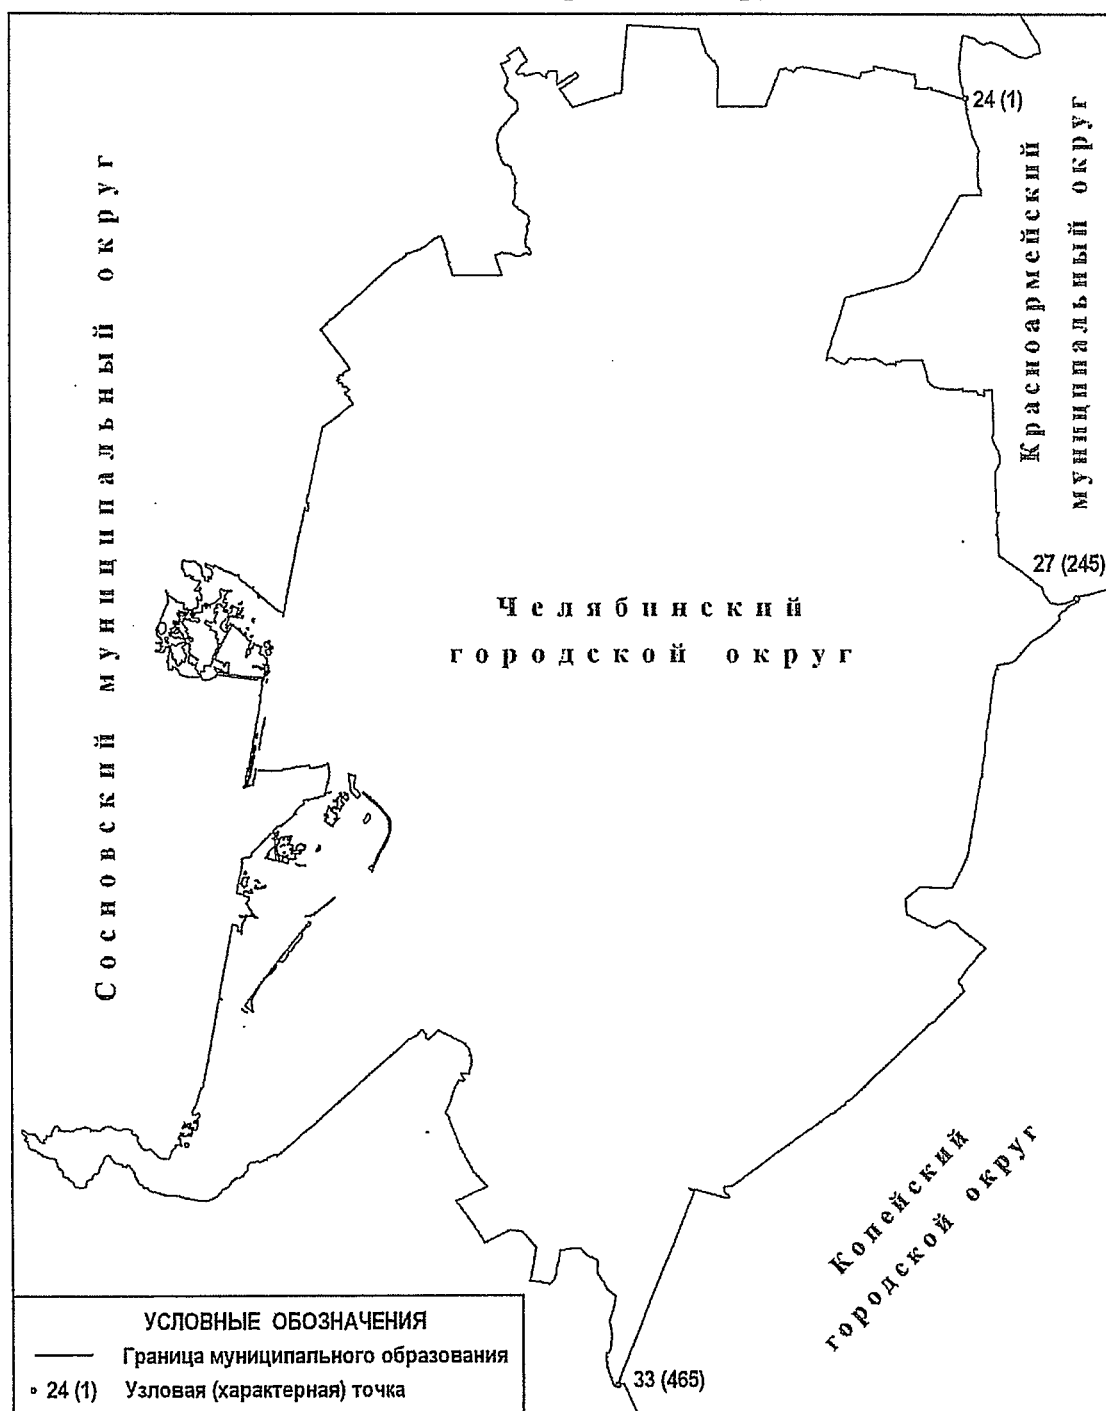 24 (1)
Красноармейский
муниципальный округ
Сосновский муниципальный округ
27 (245)
Челябинский
городской округ
Копейский
городской округ
УСЛОВНЫЕ ОБОЗНАЧЕНИЯ
Граница муниципального образования
24 (1) Узловая (характерная) точка
33 (465)